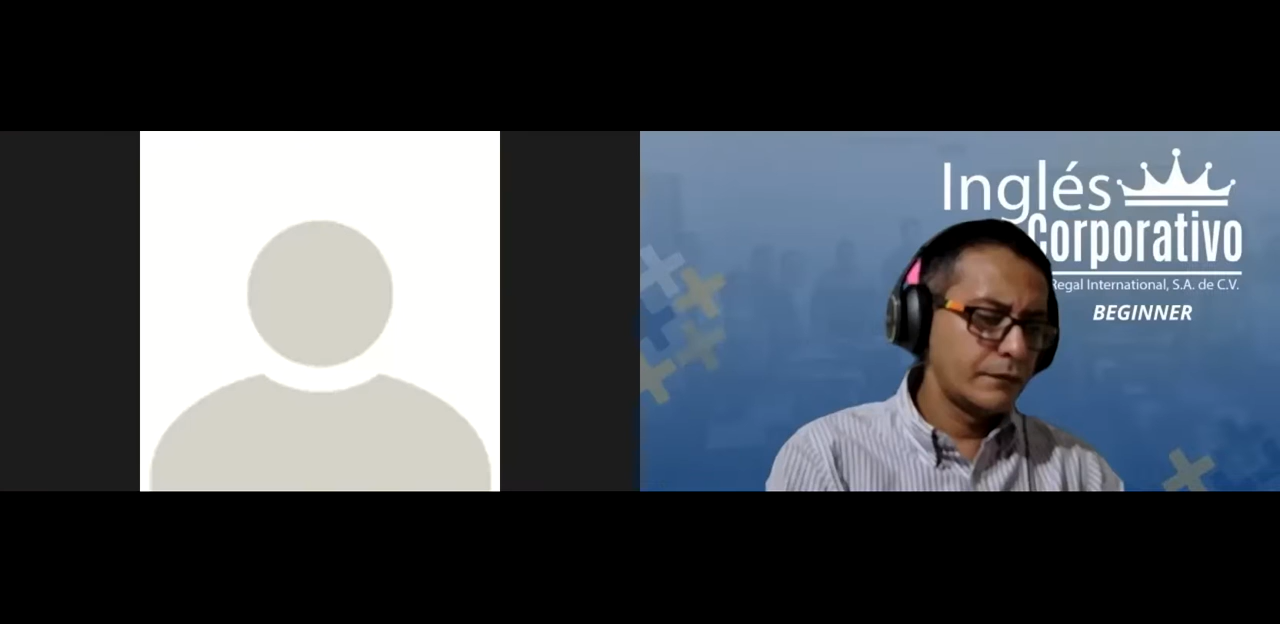 Inglés
Corporativo
Regal International, S.A. de C.V.
BEGINNER